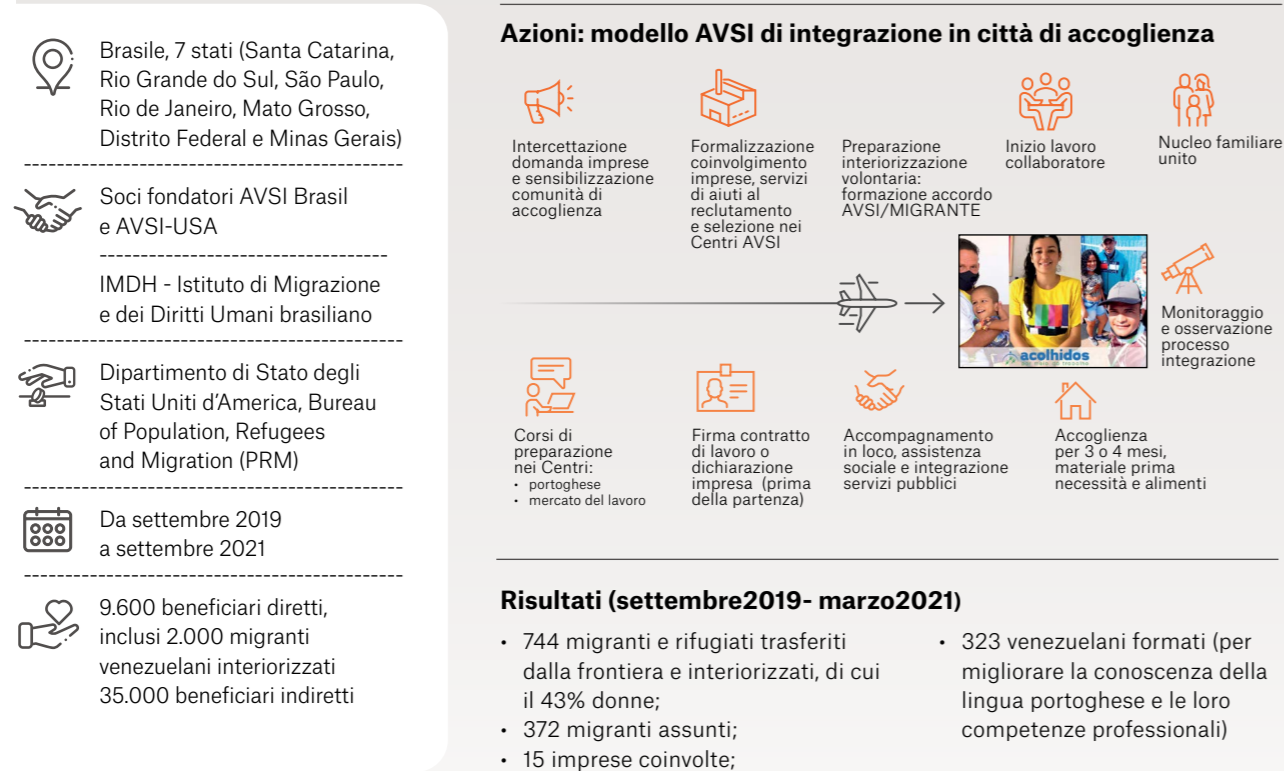 Brasile, 7 stati (Santa Catarina,
Rio Grande do Sul, São Paulo,
Rio de Janeiro, Mato Grosso,
Distrito Federal e Minas Gerais)
Soci fondatori AVSI Brasil
e AVSI-USA
IMDH - Istituto di Migrazione
e dei Diritti Umani brasiliano
Dipartimento di Stato degli
Stati Uniti d’America, Bureau
of Population, Refugees
and Migration (PRM)
Da settembre 2019
a settembre 2021
9.600 beneficiari diretti,
inclusi 2.000 migranti
venezuelani interiorizzati
35.000 beneficiari indiretti
Azioni: modello AVSI di integrazione in città di accoglienza
Intercettazione
domanda imprese
e sensibilizzazione
comunità di
accoglienza
Formalizzazione
coinvolgimento
imprese, servizi
di aiuti al
reclutamento
e selezione nei
Centri AVSI
Preparazione
interiorizzazione
volontaria:
formazione accordo
AVSI/MIGRANTE
Inizio lavoro
collaboratore
Nucleo familiare
unito
acolhidos
Monitoraggio
e osservazione
processo
integrazione
Corsi di
preparazione
nei Centri:
• portoghese
• mercato del lavoro
Firma contratto
di lavoro o
dichiarazione
impresa (prima
della partenza)
Accompagnamento
in loco, assistenza
sociale e integrazione
servizi pubblici
Accoglienza
per 3 o 4 mesi,
materiale prima
necessità e alimenti
Risultati (settembre2019- marzo2021)
• 744 migranti e rifugiati trasferiti
dalla frontiera e interiorizzati, di cui
il 43% donne;
• 372 migranti assunti;
• 15 imprese coinvolte;
• 323 venezuelani formati (per
migliorare la conoscenza della
lingua portoghese e le loro
competenze professionali)